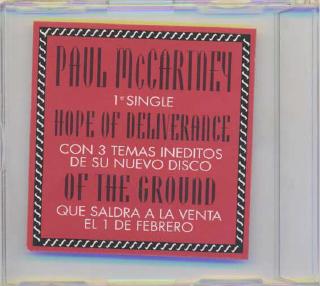 PAUL McCARTNEY
1er SINGLE
HOPE OF DELIVERANCE
CON 3 TEMAS INEDITOS
DE SU NUEVO DISCO
OF THE GROUND
QUE SALDRA A LA VENTA
EL 1 DE FEBRERO